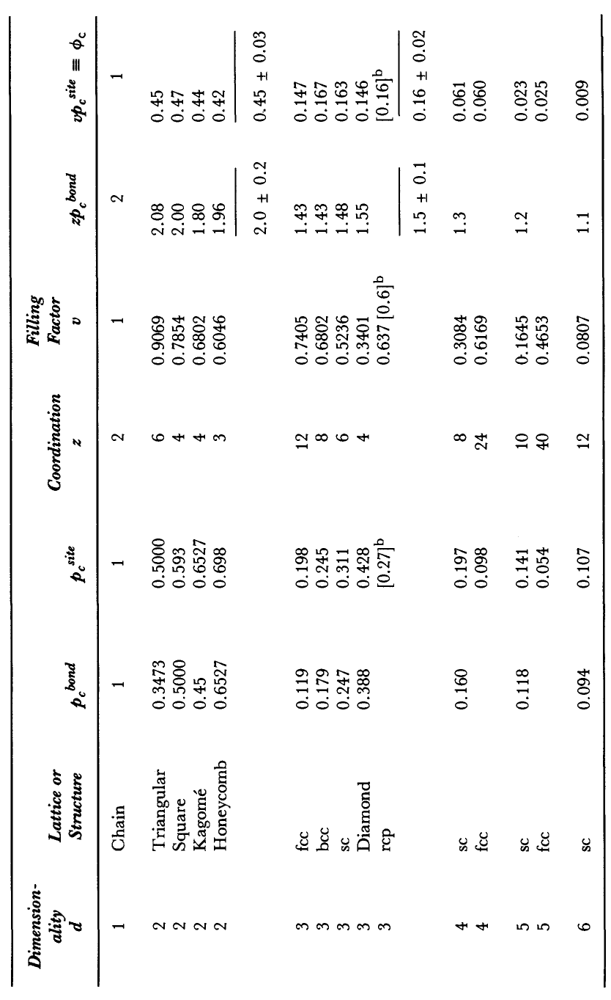 Dimension- Lattice or Filling
ality Structure p_c^bond p_c^site Coordination Factor zp_c^bond vp_c^site ≡ ϕ_c
d z v
1 Chain 1 1 2 1 2 1
2 Triangular 0.3473 0.5000 6 0.9069 2.08 0.45
2 Square 0.5000 0.593 4 0.7854 2.00 0.47
2 Kagomé 0.45 0.6527 4 0.6802 1.80 0.44
2 Honeycomb 0.6527 0.698 3 0.6046 1.96 0.42
2.0 ± 0.2 0.45 ± 0.03
3 fcc 0.119 0.198 12 0.7405 1.43 0.147
3 bcc 0.179 0.245 8 0.6802 1.43 0.167
3 sc 0.247 0.311 6 0.5236 1.48 0.163
3 Diamond 0.388 0.428 4 0.3401 1.55 0.146
3 rcp [0.27]^b 0.637 [0.6]^b [0.16]^b
1.5 ± 0.1 0.16 ± 0.02
4 sc 0.160 0.197 8 0.3084 1.3 0.061
4 fcc 0.098 24 0.6169 0.060
5 sc 0.118 0.141 10 0.1645 1.2 0.023
5 fcc 0.054 40 0.4653 0.025
6 sc 0.094 0.107 12 0.0807 1.1 0.009